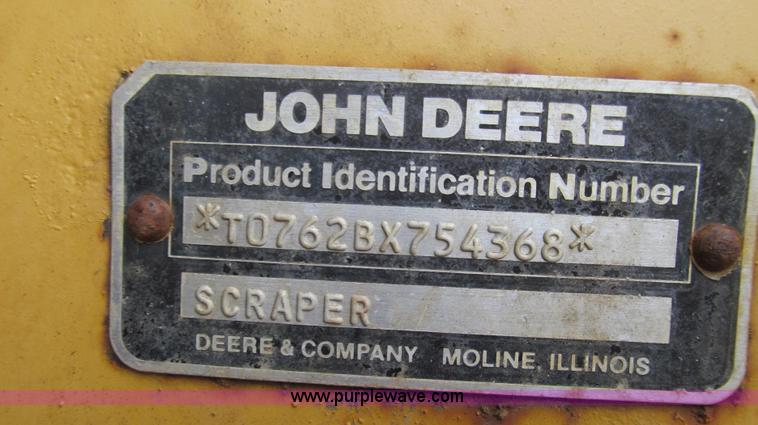 JOHN DEERE
Product Identification Number
*T0762BX754368*
SCRAPER
DEERE & COMPANY MOLINE, ILLINOIS
www.purplewave.com